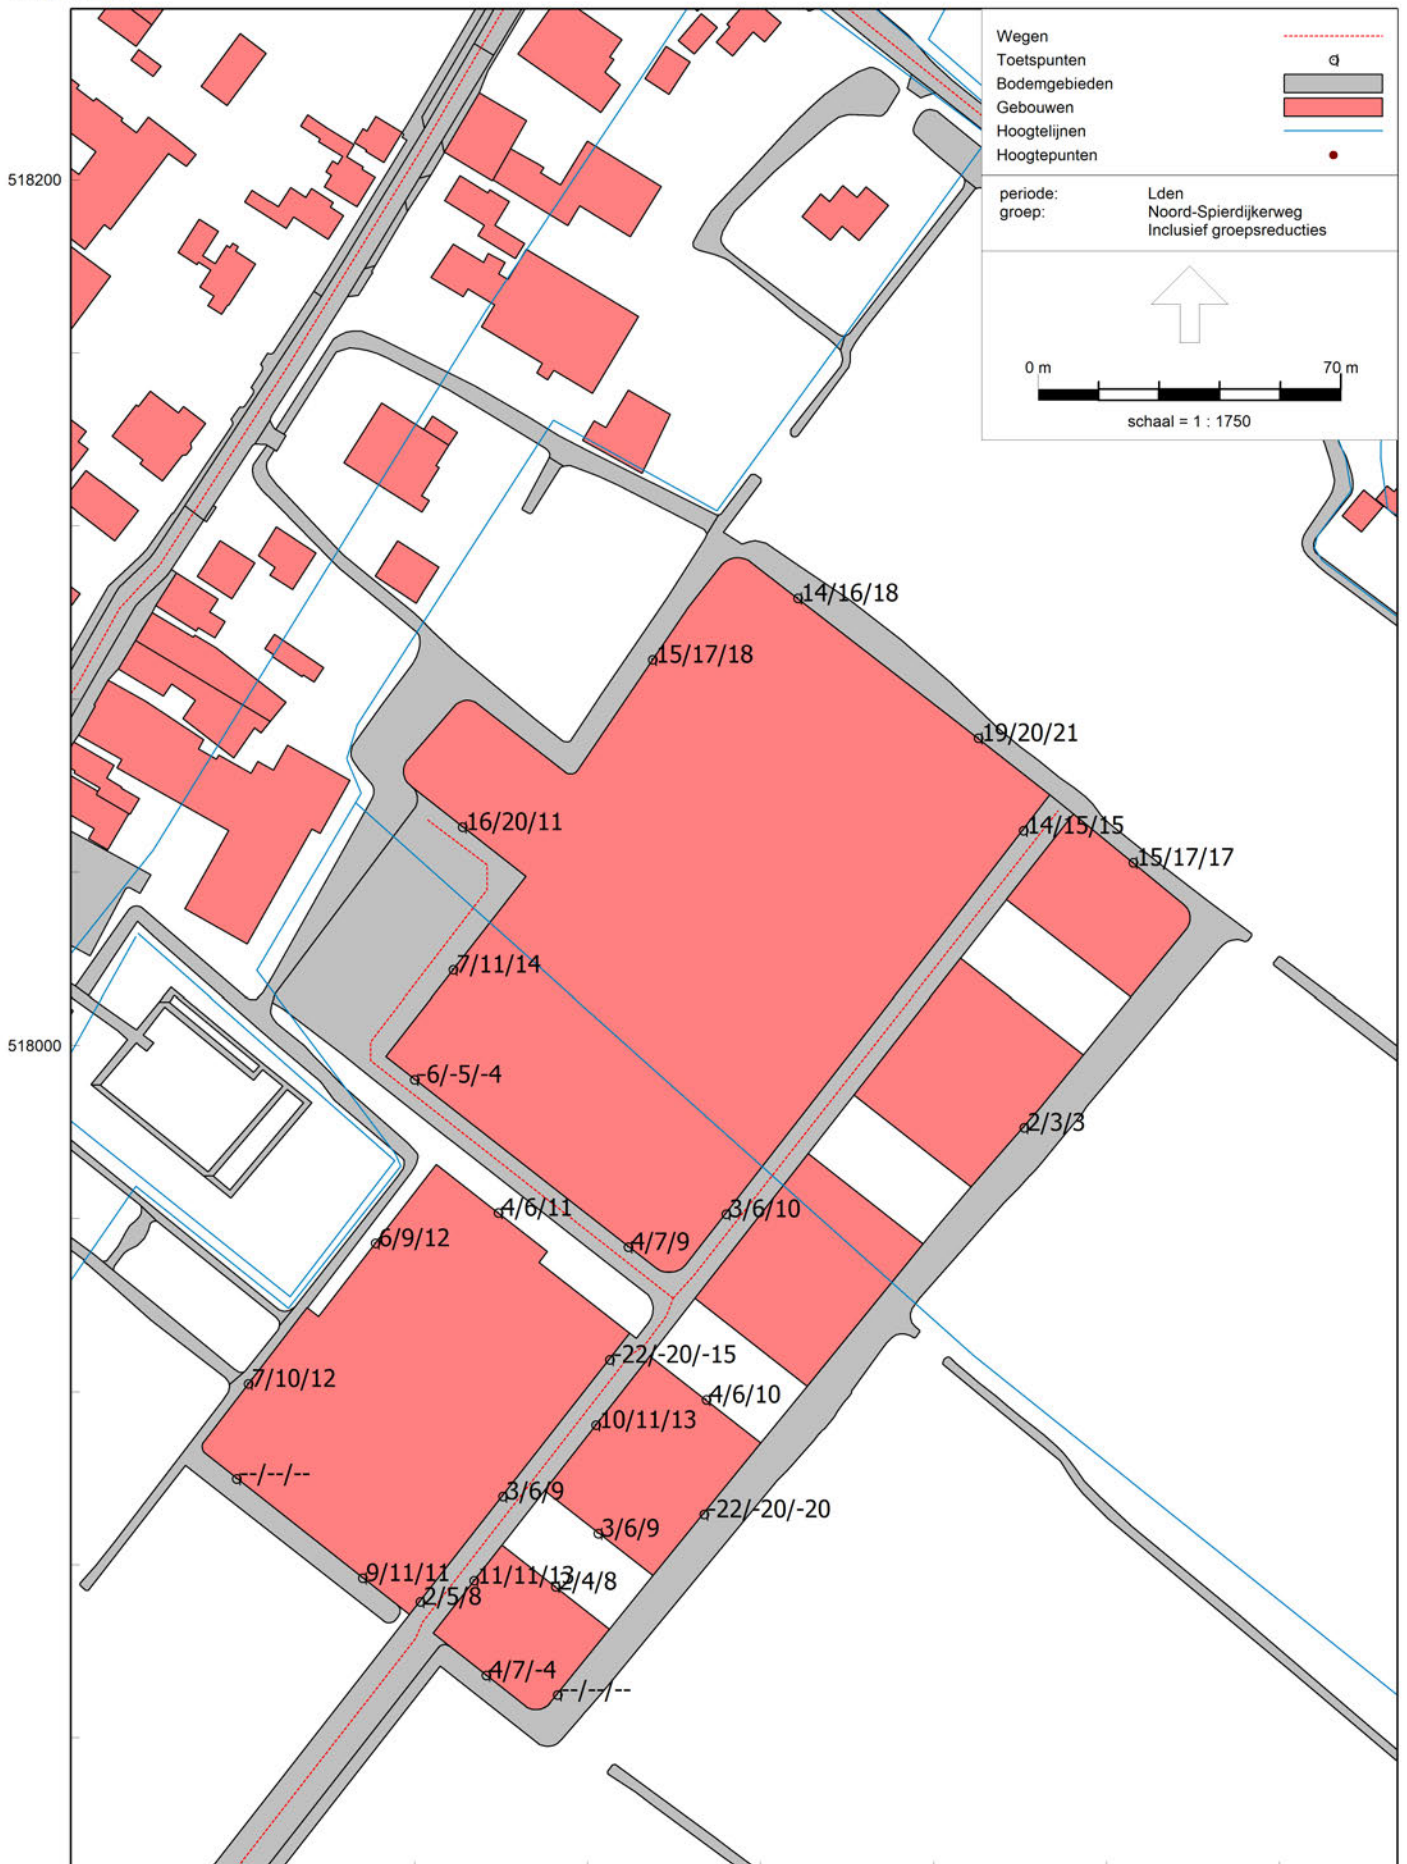 Wegen
Toetspunten
Bodemgebieden
Gebouwen
Hoogtelijnen
Hoogtepunten
periode: Lden
groep: Noord-Spierdijkerweg
Inclusief groepsreducties
0 m 70 m
schaal = 1 : 1750
518200
14/16/18
15/17/18
19/20/21
16/20/11
14/15/15
15/17/17
7/11/14
518000
-6/-5/-4
2/3/3
4/6/11
3/6/10
6/9/12
4/7/9
-22/-20/-15
7/10/12
4/6/10
10/11/13
--/--/--
3/6/9
-22/-20/-20
3/6/9
9/11/11
11/11/13
2/4/8
2/5/8
4/7/-4
--/--/--